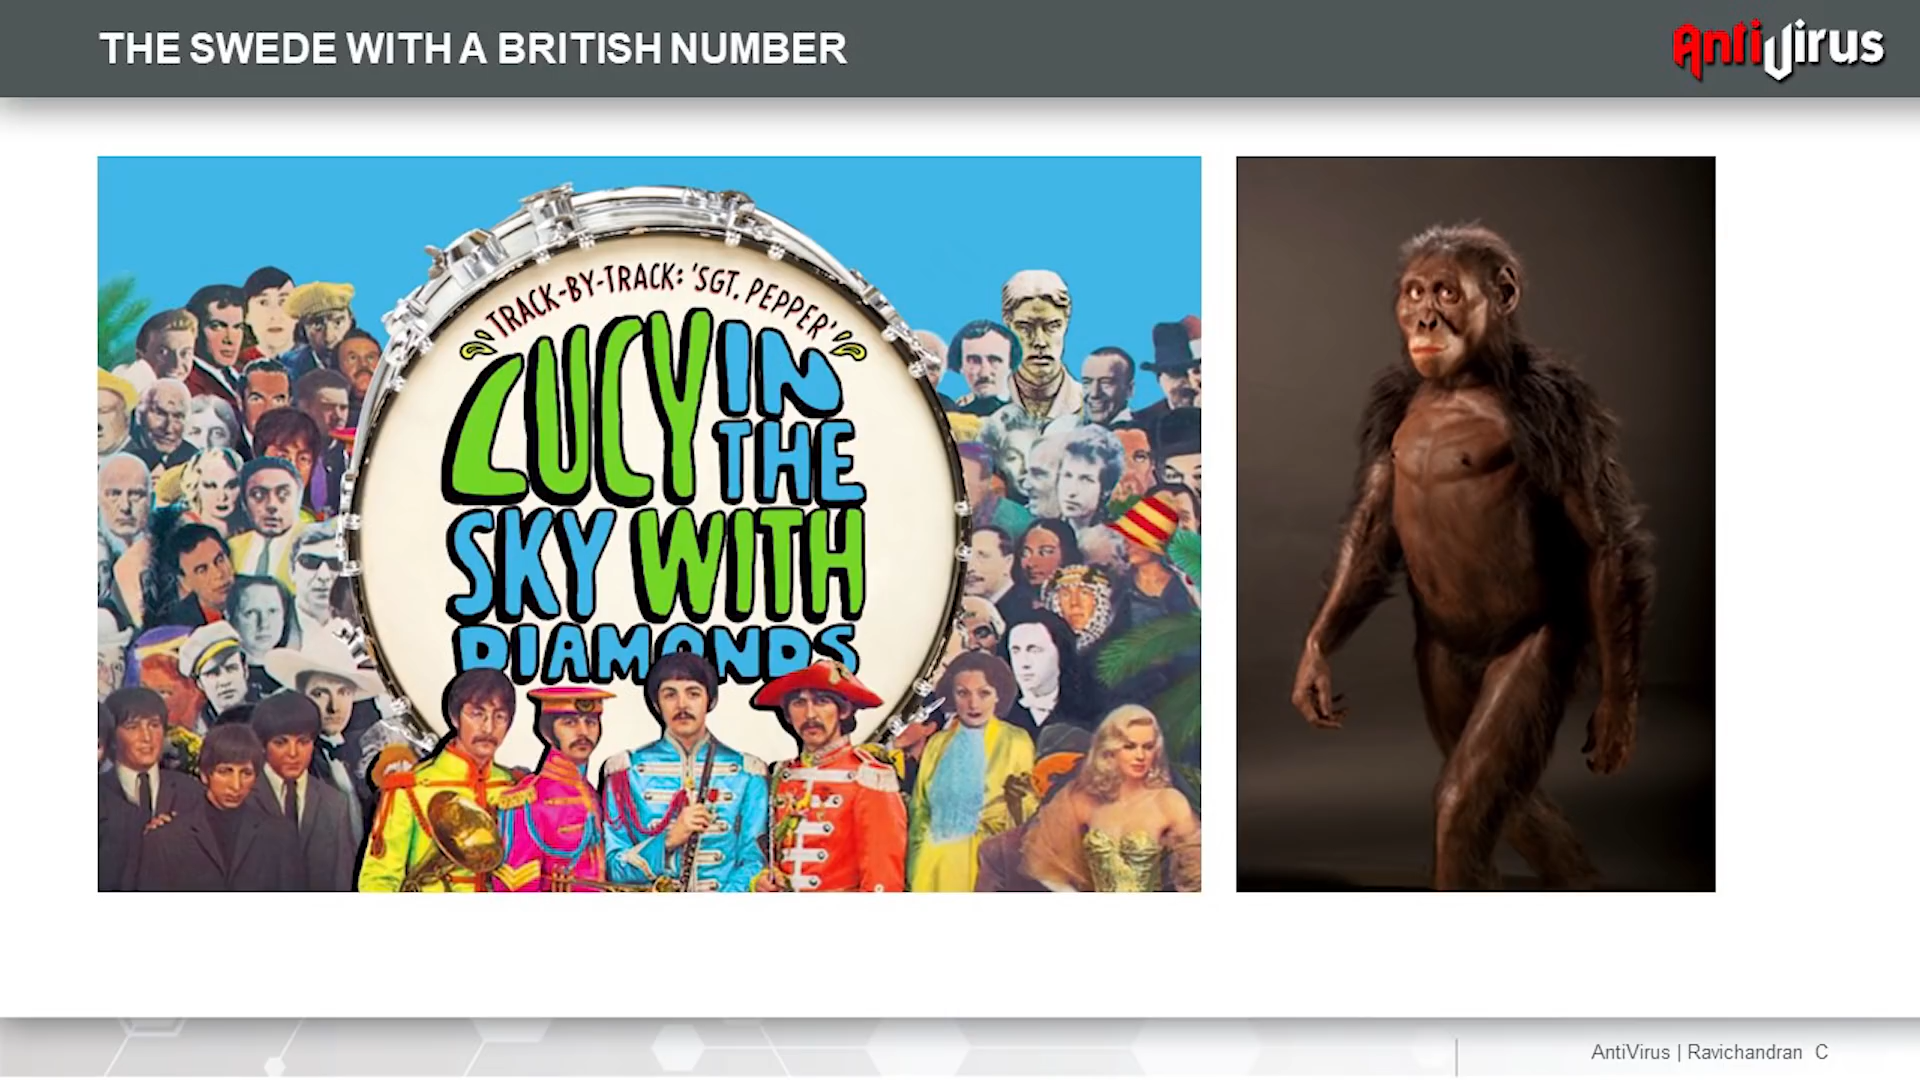 THE SWEDE WITH A BRITISH NUMBER
AntiVirus
TRACK-BY-TRACK: 'SGT. PEPPER'
LUCY IN
THE
SKY WITH
DIAMONDS
AntiVirus | Ravichandran C